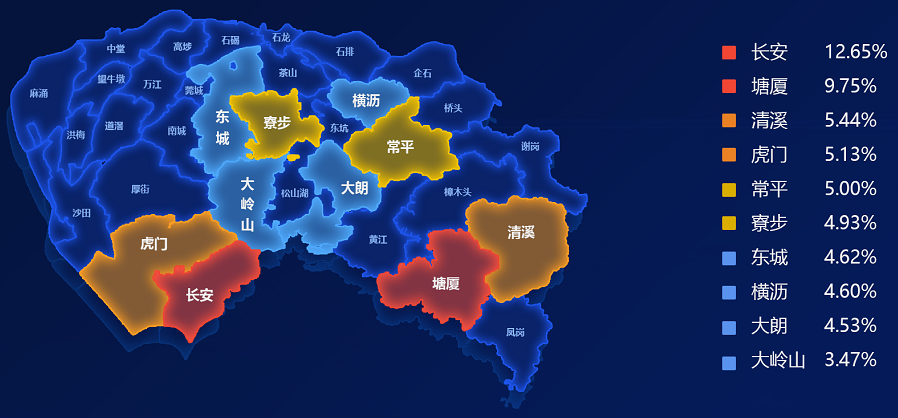 中堂
高埗
石碣
石龙
石排
企石
麻涌
望牛墩
万江
莞城
茶山
横沥
桥头
洪梅
道滘
南城
东城
寮步
东坑
常平
谢岗
沙田
厚街
大岭山
松山湖
大朗
樟木头
虎门
黄江
清溪
长安
塘厦
凤岗
长安 12.65%
塘厦 9.75%
清溪 5.44%
虎门 5.13%
常平 5.00%
寮步 4.93%
东城 4.62%
横沥 4.60%
大朗 4.53%
大岭山 3.47%